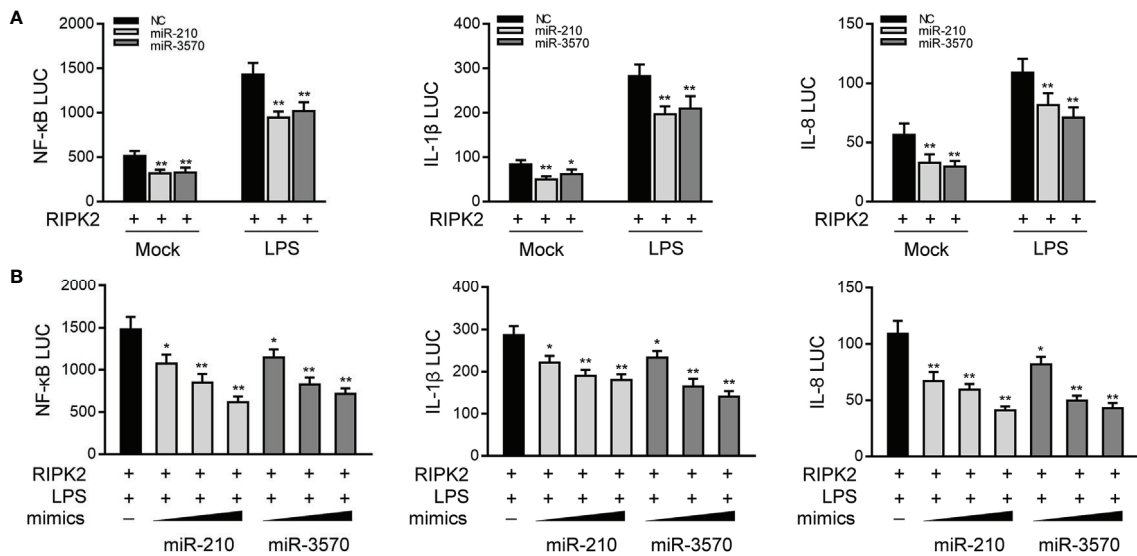 A
NF-κB LUC
2000
1500
1000
500
0
NC
miR-210
miR-3570
** ** ** **
RIPK2 + + + + + +
Mock LPS
IL-1β LUC
400
300
200
100
0
NC
miR-210
miR-3570
** * ** **
RIPK2 + + + + + +
Mock LPS
IL-8 LUC
150
100
50
0
NC
miR-210
miR-3570
** ** ** **
RIPK2 + + + + + +
Mock LPS
B
NF-κB LUC
2000
1500
1000
500
0
* ** ** * ** **
RIPK2 + + + + + + +
LPS + + + + + + +
mimics –
miR-210 miR-3570
IL-1β LUC
400
300
200
100
0
* ** ** * ** **
RIPK2 + + + + + + +
LPS + + + + + + +
mimics –
miR-210 miR-3570
IL-8 LUC
150
100
50
0
** ** ** * ** **
RIPK2 + + + + + + +
LPS + + + + + + +
mimics –
miR-210 miR-3570